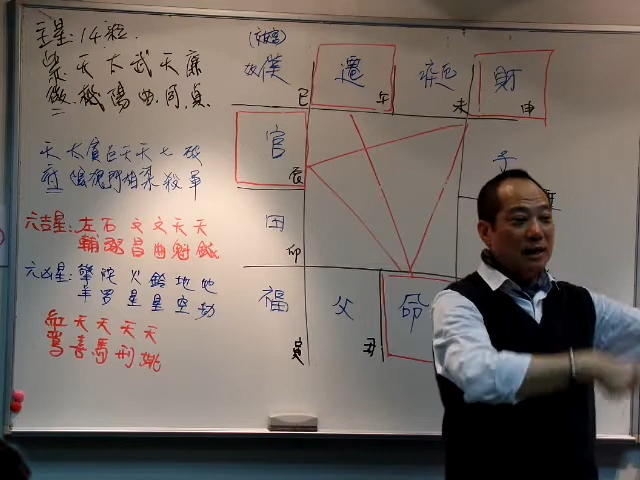 主星：14粒
紫天太武天廉
微機陽曲同貞
天太貪巨天天七破
府陰狼門相梁殺軍
六吉星：左右文文天天
輔弼昌曲魁鉞
六凶星：擎陀火鈴地地
羊羅星星空劫
紅天天天天
鸞喜馬刑姚
僕
巳
遷
午
疾厄
未
財
申
官
辰
子
田
卯
福
寅
父
丑
命